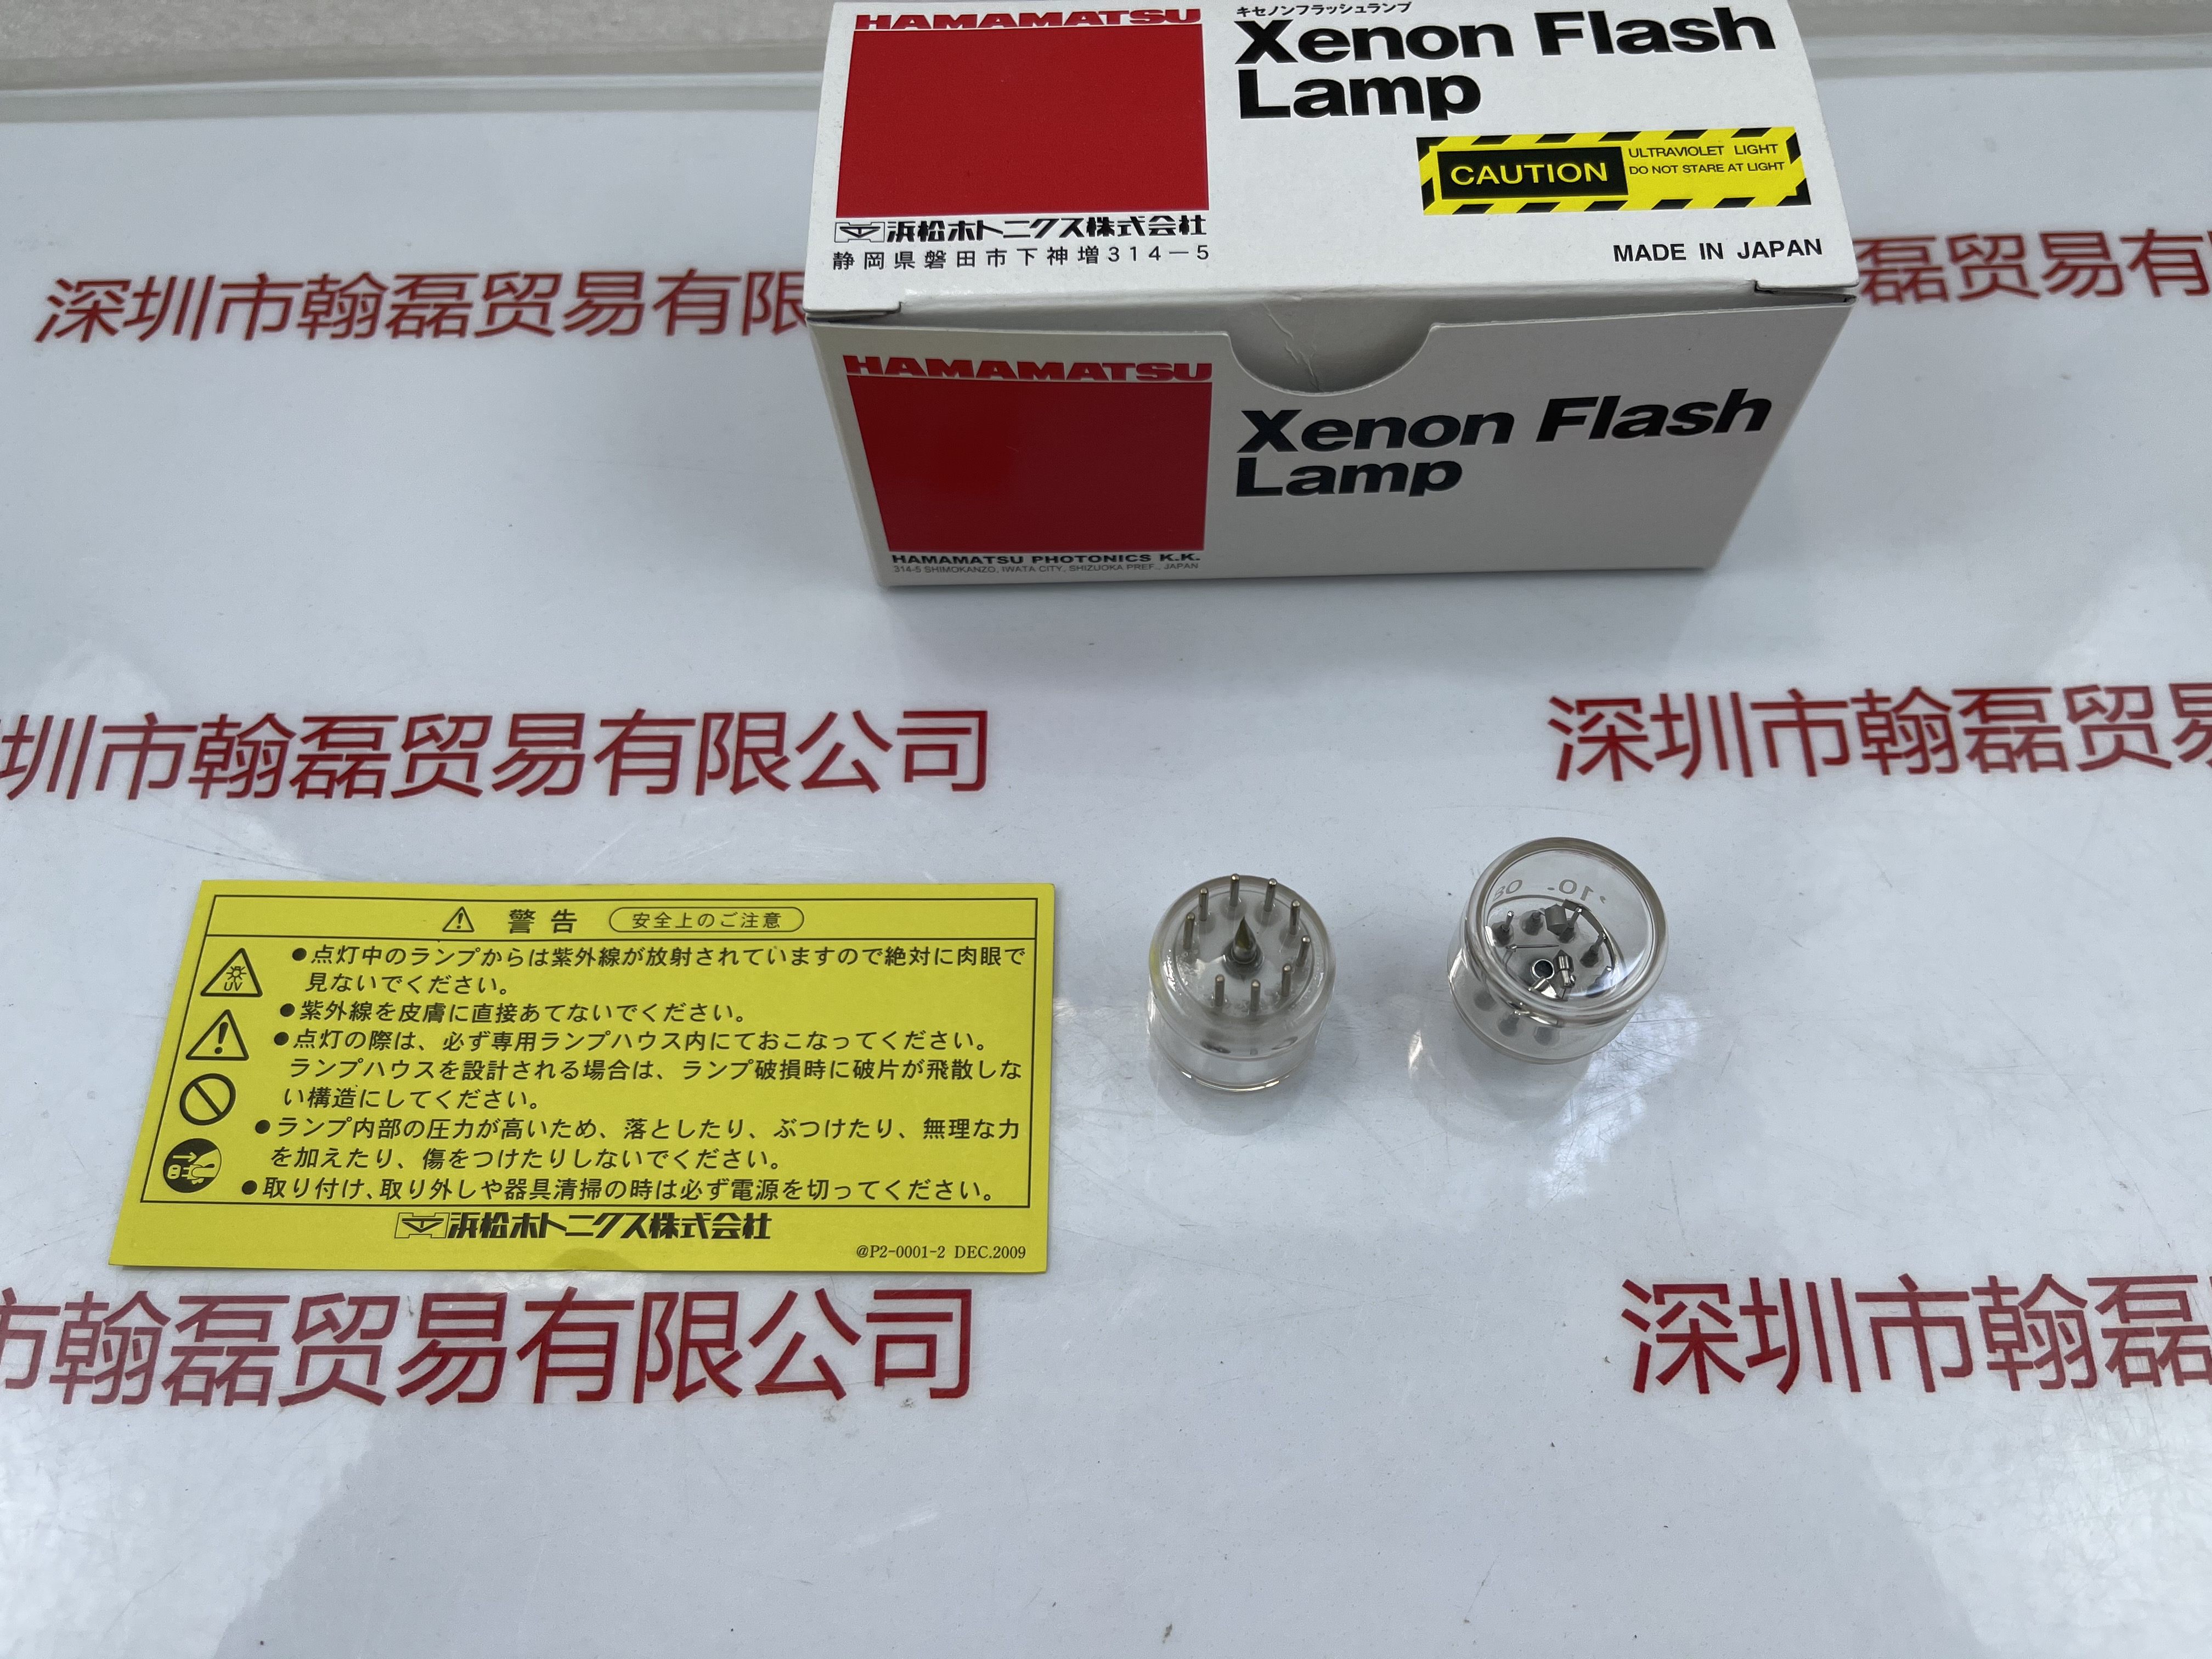 HAMAMATSU
キセノンフラッシュランプ
Xenon Flash
Lamp
CAUTION
ULTRAVIOLET LIGHT
DO NOT STARE AT LIGHT
浜松ホトニクス株式会社
静岡県磐田市下神増314−5
MADE IN JAPAN
HAMAMATSU
Xenon Flash
Lamp
HAMAMATSU PHOTONICS K.K.
314-5 SHIMOKANZO, IWATA CITY, SHIZUOKA PREF., JAPAN
深圳市翰磊贸易有限
磊贸易有
圳市翰磊贸易有限公司
深圳市翰磊贸易
警告 安全上のご注意
●点灯中のランプからは紫外線が放射されていますので絶対に肉眼で
見ないでください。
UV
●紫外線を皮膚に直接あてないでください。
●点灯の際は、必ず専用ランプハウス内にておこなってください。
ランプハウスを設計される場合は、ランプ破損時に破片が飛散しな
い構造にしてください。
●ランプ内部の圧力が高いため、落としたり、ぶつけたり、無理な力
を加えたり、傷をつけたりしないでください。
●取り付け、取り外しや器具清掃の時は必ず電源を切ってください。
浜松ホトニクス株式会社
@P2-0001-2 DEC.2009
市翰磊贸易有限公司
深圳市翰磊